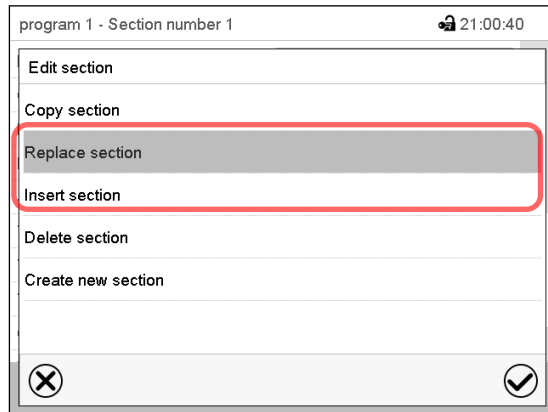 program 1 - Section number 1 21:00:40
Edit section
Copy section
Replace section
Insert section
Delete section
Create new section